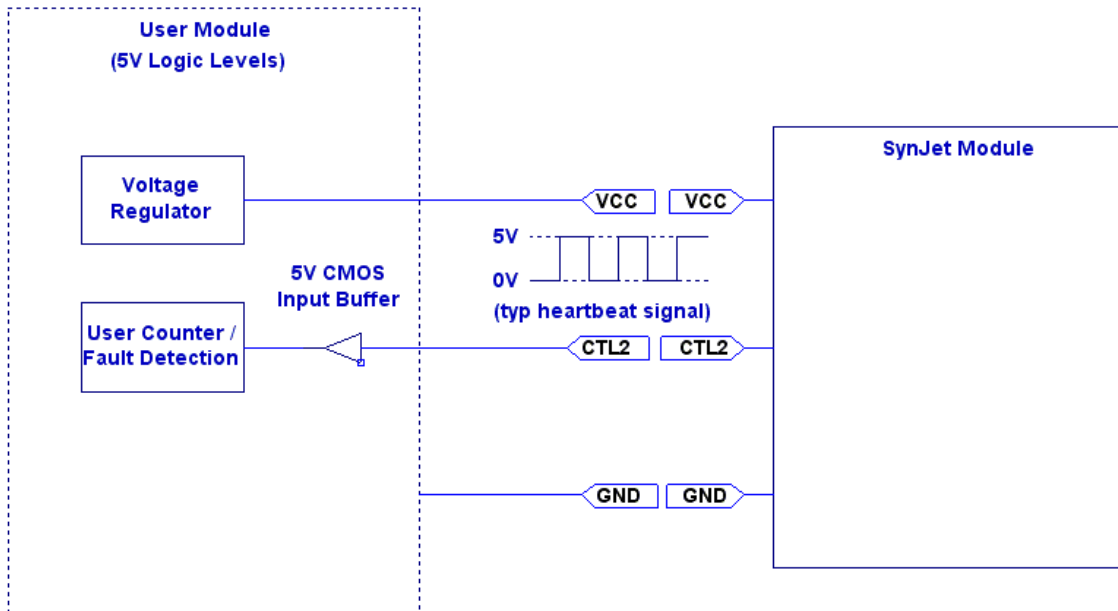 User Module
(5V Logic Levels)
SynJet Module
Voltage
Regulator
VCC
VCC
5V
0V
(typ heartbeat signal)
5V CMOS
Input Buffer
User Counter /
Fault Detection
CTL2
CTL2
GND
GND